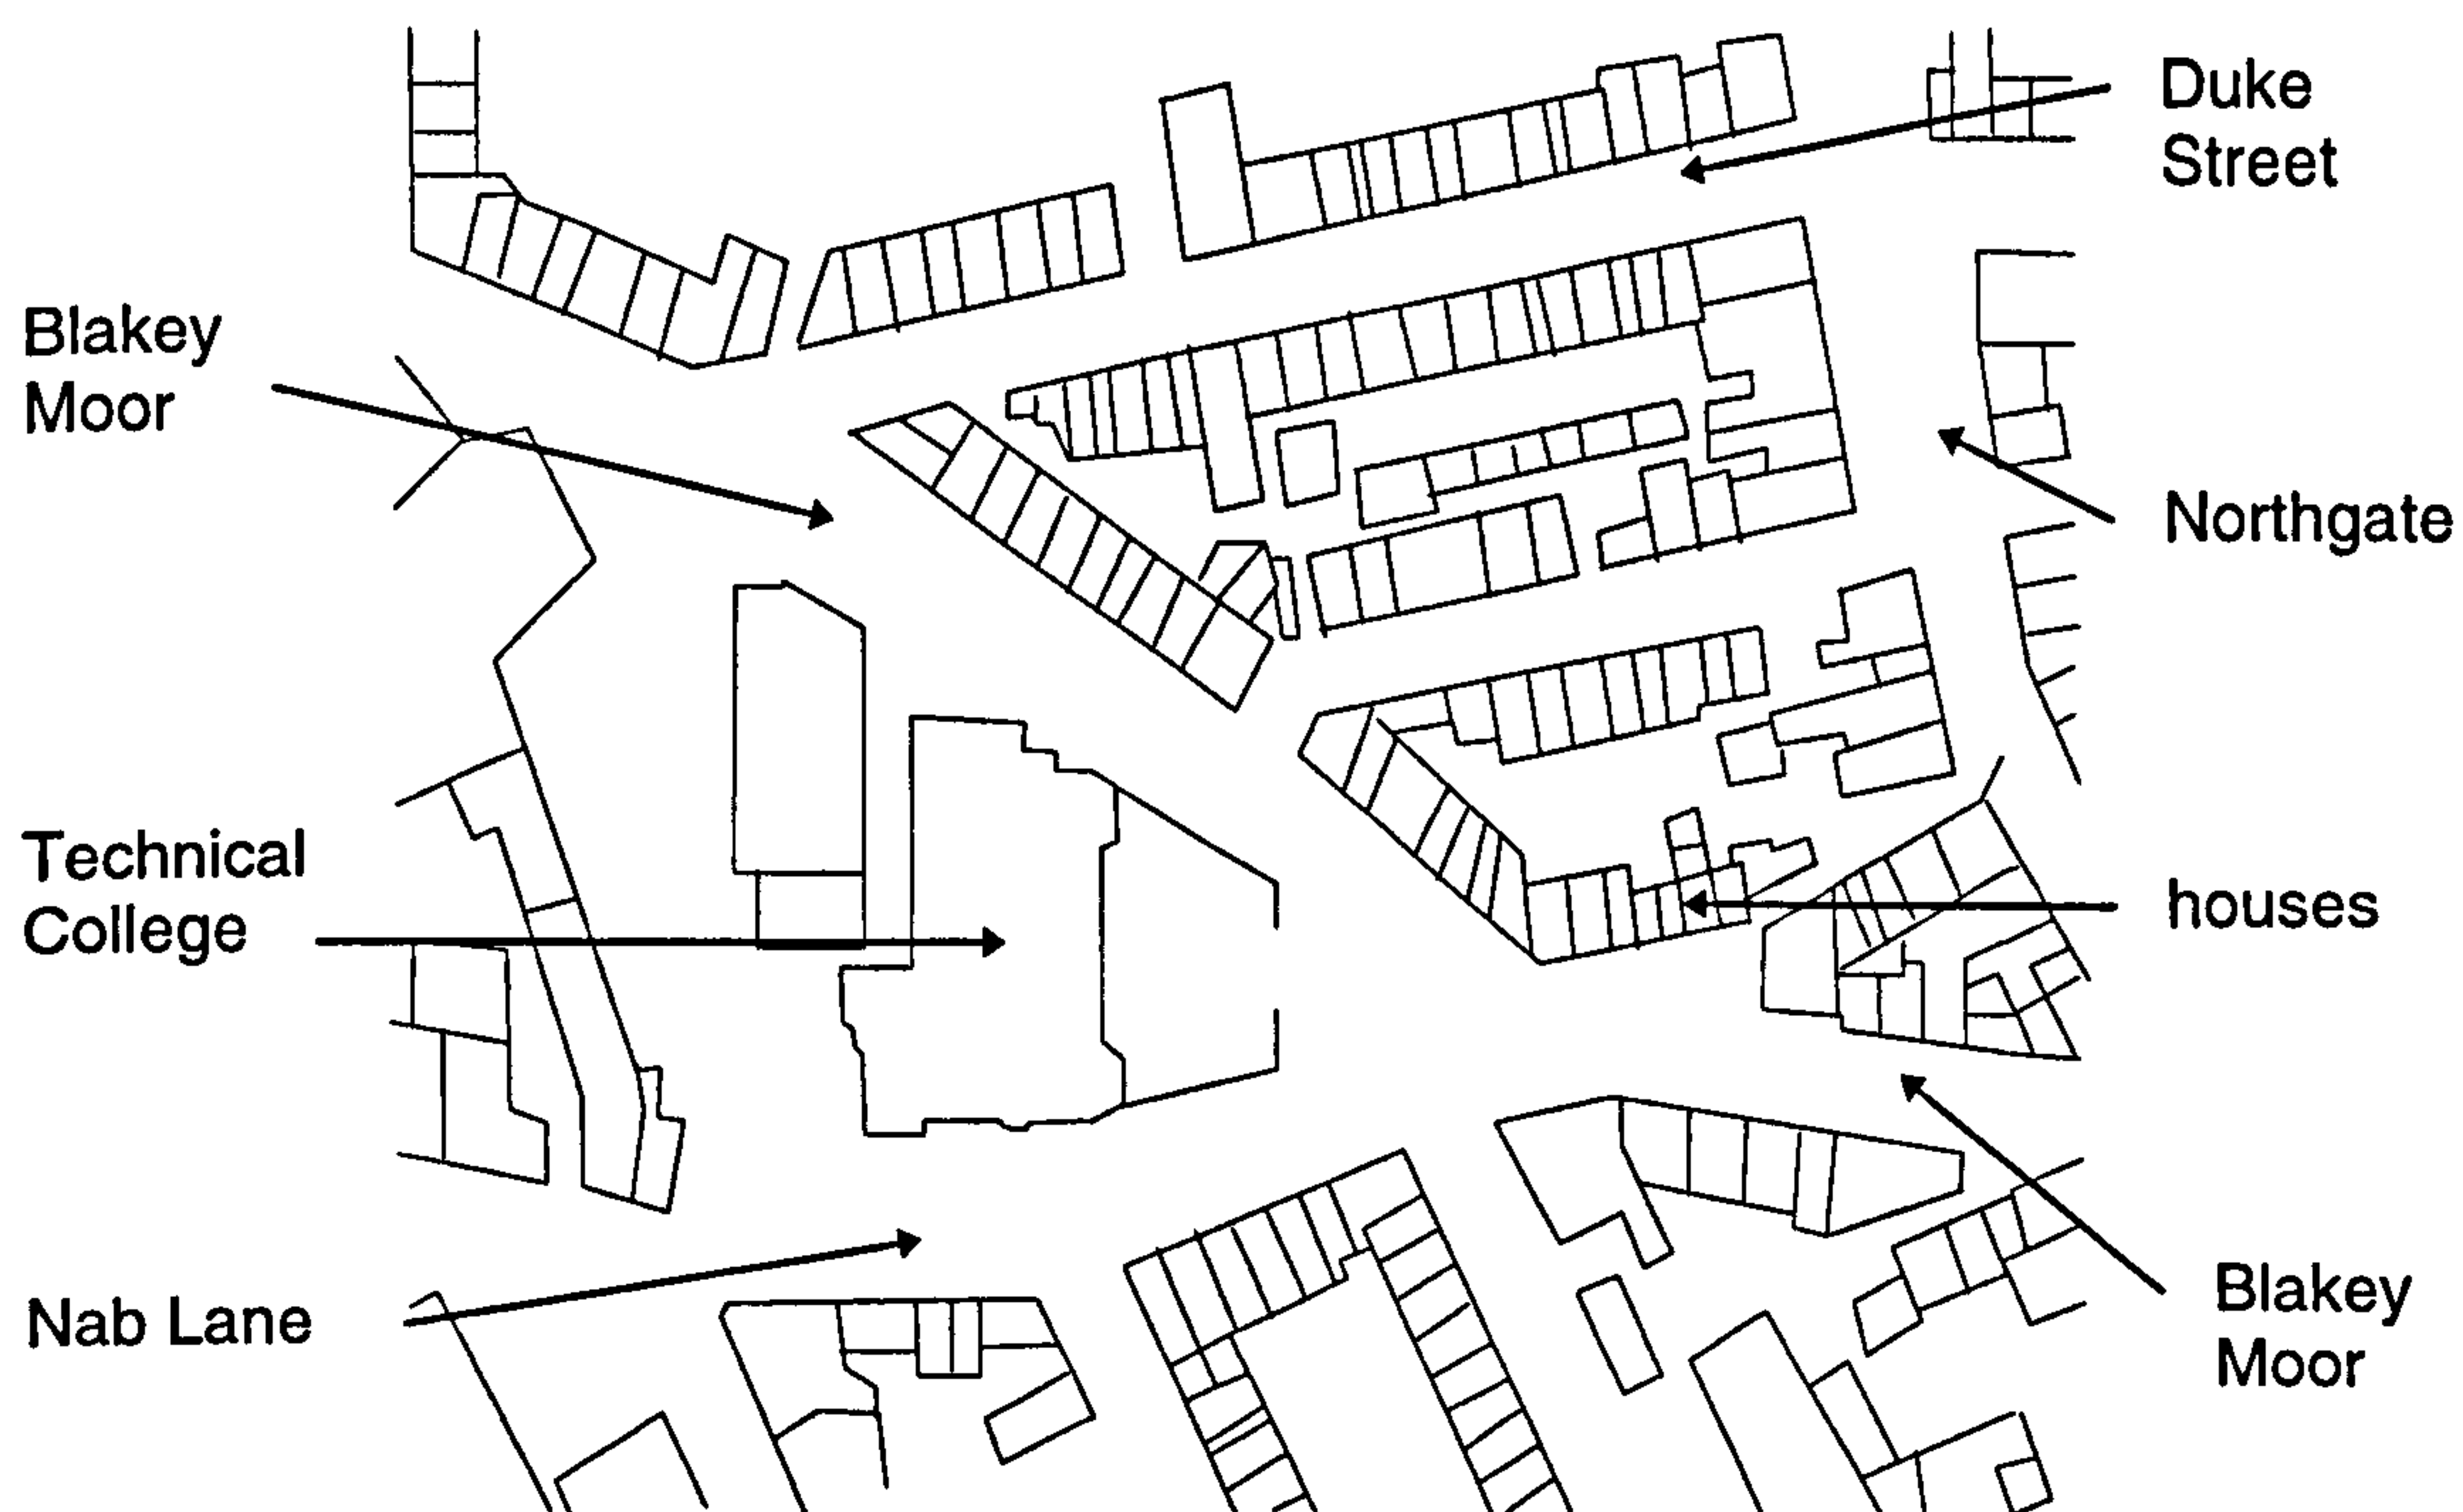 Duke
Street
Blakey
Moor
Northgate
Technical
College
houses
Nab Lane
Blakey
Moor